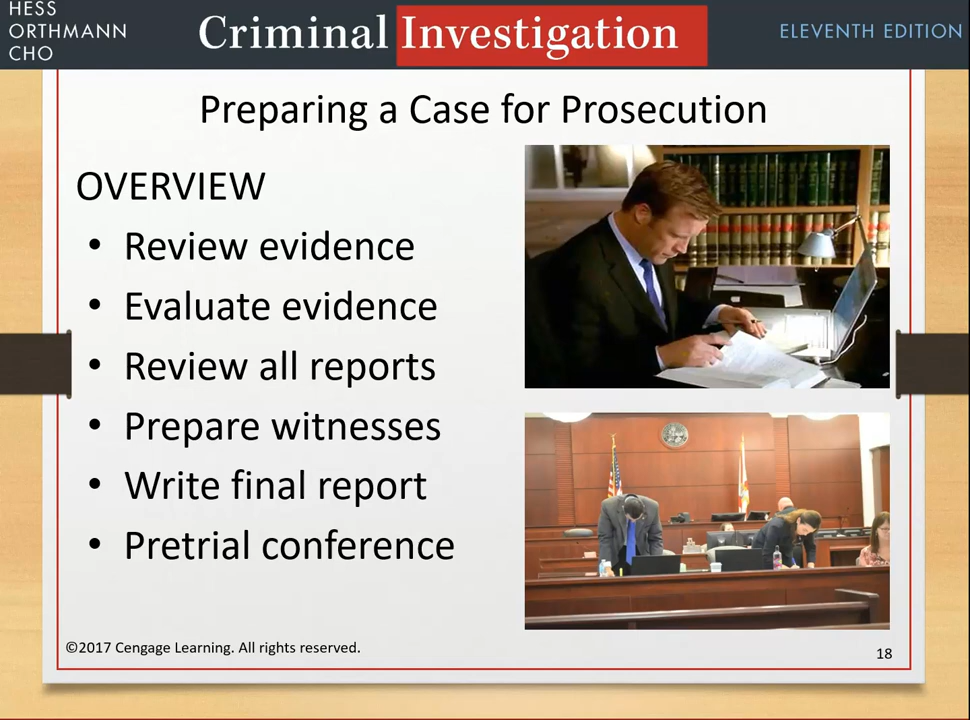 HESS
ORTHMANN
CHO
Criminal Investigation
ELEVENTH EDITION
Preparing a Case for Prosecution
OVERVIEW
• Review evidence
• Evaluate evidence
• Review all reports
• Prepare witnesses
• Write final report
• Pretrial conference
©2017 Cengage Learning. All rights reserved.
18